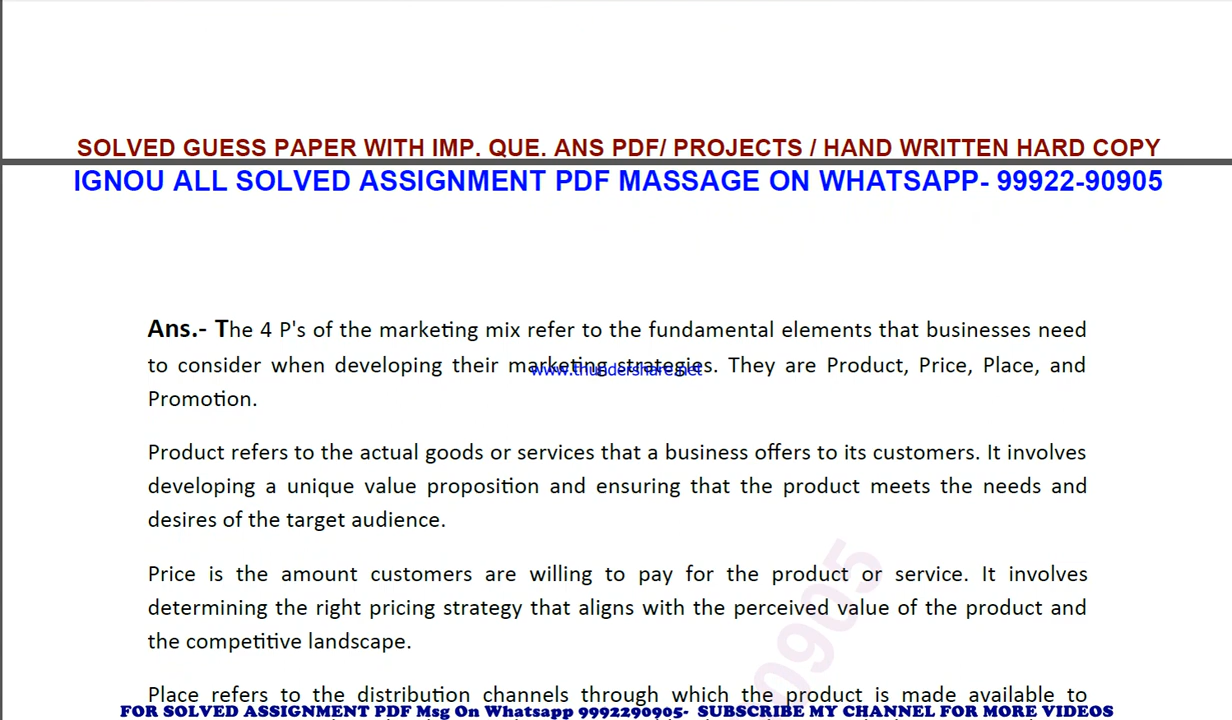 SOLVED GUESS PAPER WITH IMP. QUE. ANS PDF/ PROJECTS / HAND WRITTEN HARD COPY
IGNOU ALL SOLVED ASSIGNMENT PDF MASSAGE ON WHATSAPP- 99922-90905
Ans.- The 4 P's of the marketing mix refer to the fundamental elements that businesses need
to consider when developing their marketing strategies. They are Product, Price, Place, and
www.thundershare.net
Promotion.
Product refers to the actual goods or services that a business offers to its customers. It involves
developing a unique value proposition and ensuring that the product meets the needs and
desires of the target audience.
Price is the amount customers are willing to pay for the product or service. It involves
determining the right pricing strategy that aligns with the perceived value of the product and
the competitive landscape.
0905
Place refers to the distribution channels through which the product is made available to
FOR SOLVED ASSIGNMENT PDF Msg On Whatsapp 9992290905- SUBSCRIBE MY CHANNEL FOR MORE VIDEOS